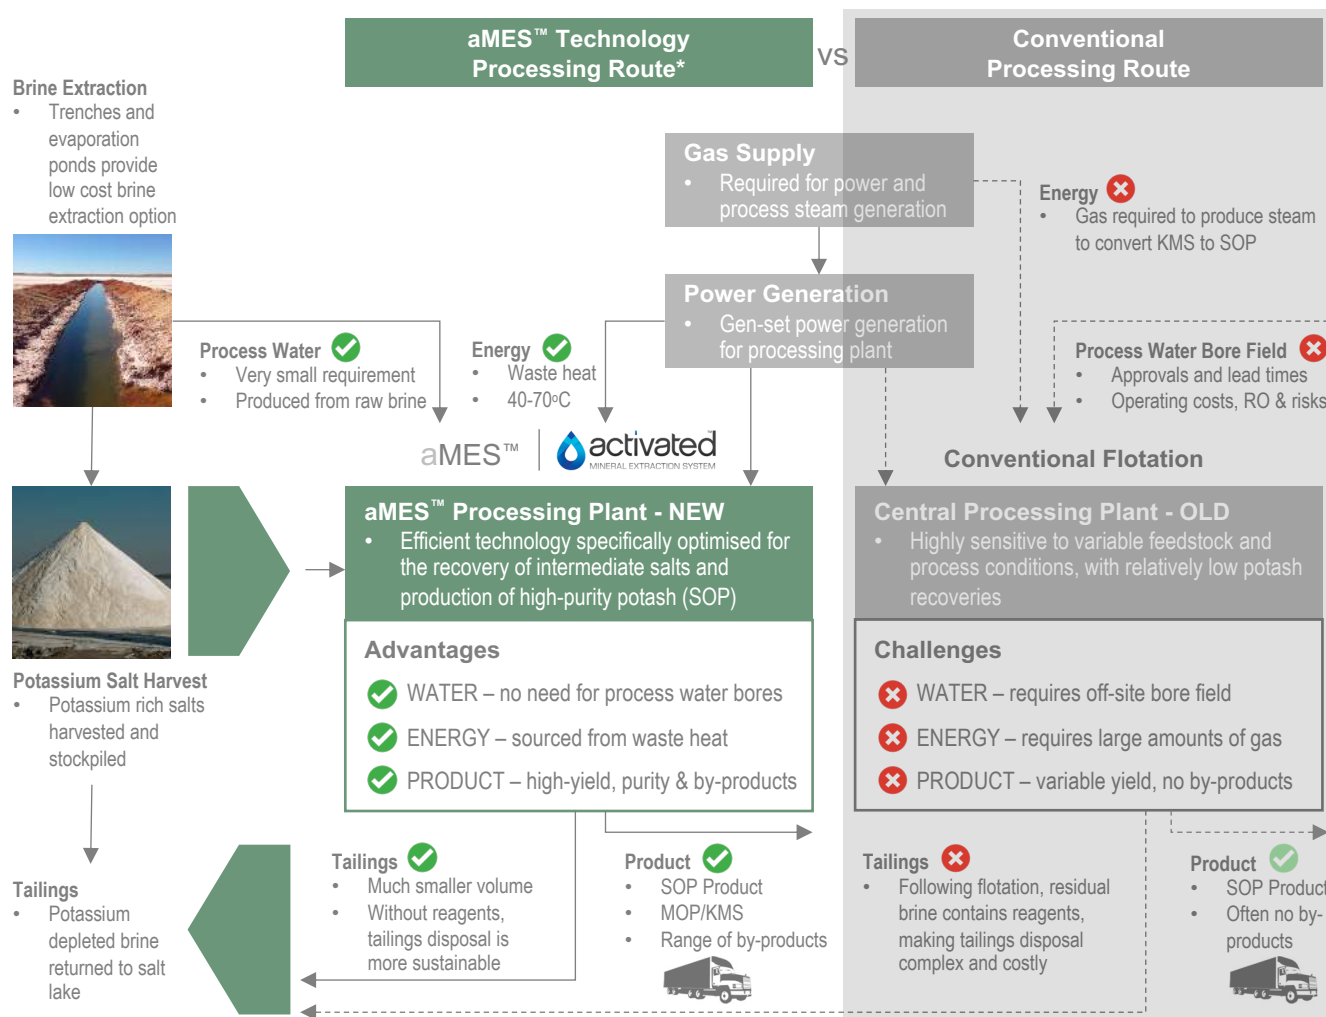 aMES™ Technology
Processing Route*
vs
Conventional
Processing Route
Brine Extraction
• Trenches and
evaporation
ponds provide
low cost brine
extraction option
Gas Supply
• Required for power and
process steam generation
Energy
• Gas required to produce steam
to convert KMS to SOP
Power Generation
• Gen-set power generation
for processing plant
Process Water
• Very small requirement
• Produced from raw brine
Energy
• Waste heat
• 40-70ºC
Process Water Bore Field
• Approvals and lead times
• Operating costs, RO & risks
aMES™
activated™
MINERAL EXTRACTION SYSTEM
Conventional Flotation
aMES™ Processing Plant - NEW
• Efficient technology specifically optimised for
the recovery of intermediate salts and
production of high-purity potash (SOP)
Central Processing Plant - OLD
• Highly sensitive to variable feedstock and
process conditions, with relatively low potash
recoveries
Advantages
WATER – no need for process water bores
ENERGY – sourced from waste heat
PRODUCT – high-yield, purity & by-products
Challenges
WATER – requires off-site bore field
ENERGY – requires large amounts of gas
PRODUCT – variable yield, no by-products
Potassium Salt Harvest
• Potassium rich salts
harvested and
stockpiled
Tailings
• Potassium
depleted brine
returned to salt
lake
Tailings
• Much smaller volume
• Without reagents,
tailings disposal is
more sustainable
Product
• SOP Product
• MOP/KMS
• Range of by-products
Tailings
• Following flotation, residual
brine contains reagents,
making tailings disposal
complex and costly
Product
• SOP Product
• Often no by-
products